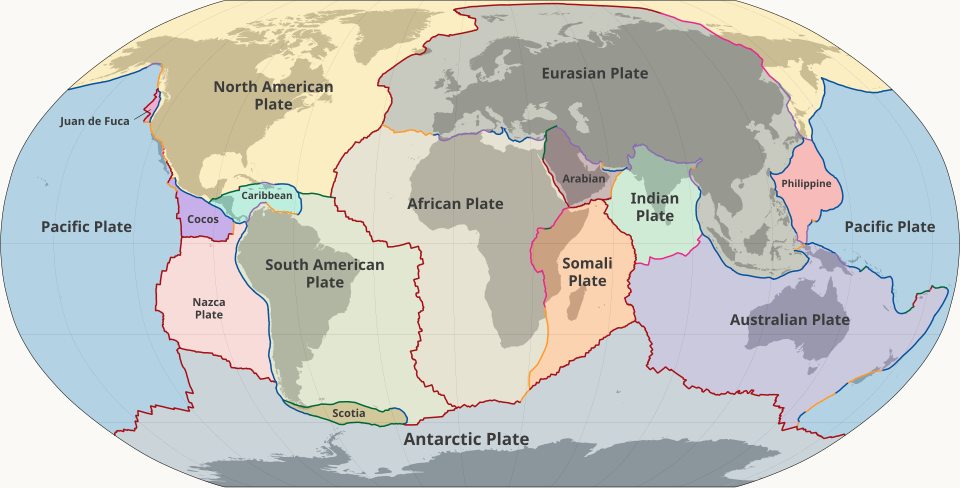 North American
Plate
Eurasian Plate
Juan de Fuca
Caribbean
Arabian
Philippine
Cocos
African Plate
Indian
Plate
Pacific Plate
Pacific Plate
South American
Plate
Somali
Plate
Nazca
Plate
Australian Plate
Scotia
Antarctic Plate